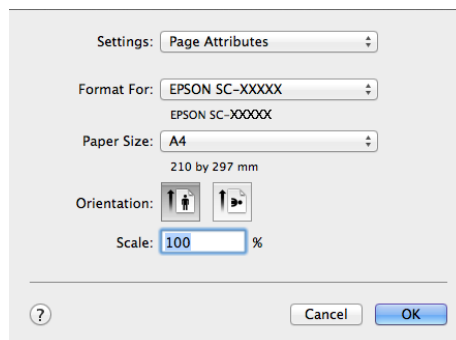 Settings: Page Attributes
Format For: EPSON SC-XXXXX
EPSON SC-XXXXX
Paper Size: A4
210 by 297 mm
Orientation:
Scale: 100 %
? Cancel OK